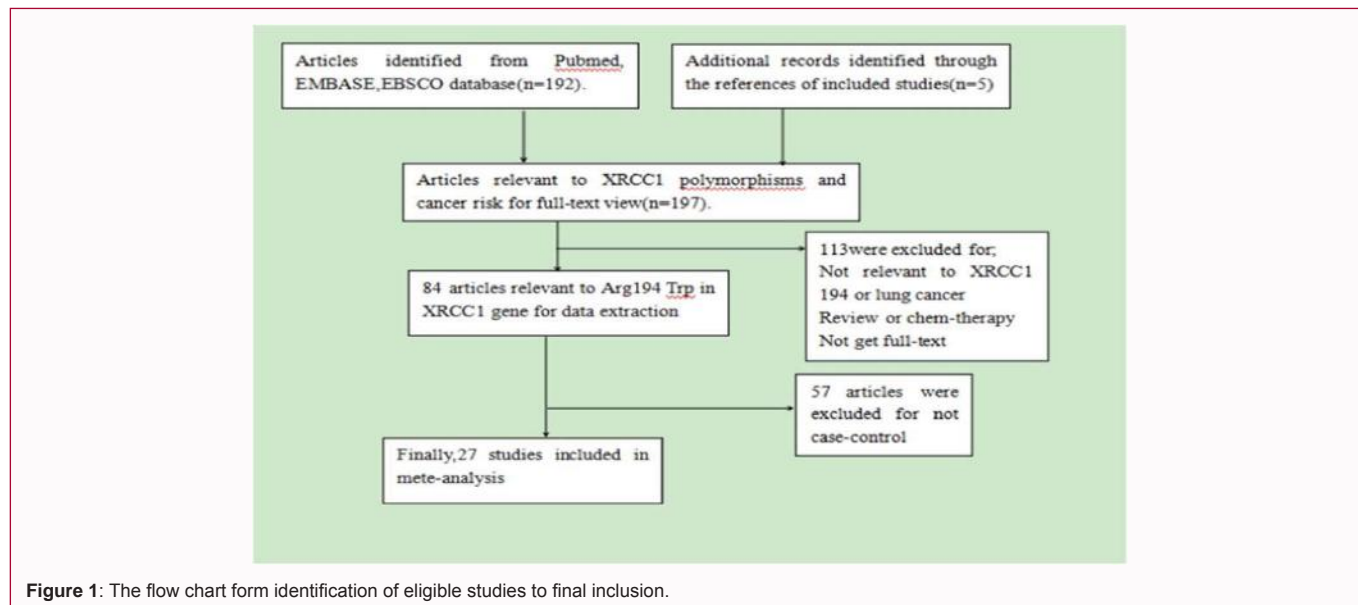 Articles identified from Pubmed,
EMBASE,EBSCO database(n=192).
Additional records identified through
the references of included studies(n=5)
Articles relevant to XRCC1 polymorphisms and
cancer risk for full-text view(n=197).
113were excluded for;
Not relevant to XRCC1
194 or lung cancer
Review or chem-therapy
Not get full-text
84 articles relevant to Arg194 Trp in
XRCC1 gene for data extraction
57 articles were
excluded for not
case-control
Finally,27 studies included in
mete-analysis
Figure 1: The flow chart form identification of eligible studies to final inclusion.